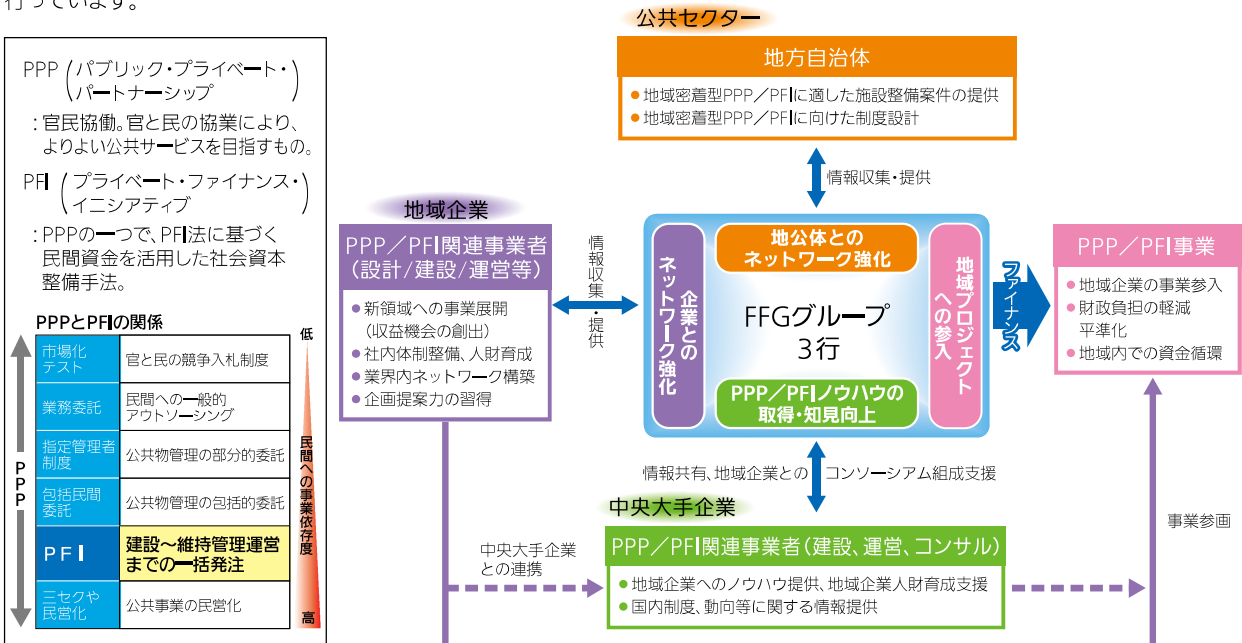 行っています。
PPP(パブリック・プライベート・
パートナーシップ)
:官民協働。官と民の協業により、
よりよい公共サービスを目指すもの。
PFI(プライベート・ファイナンス・
イニシアティブ)
:PPPの一つで、PFI法に基づく
民間資金を活用した社会資本
整備手法。
PPPとPFIの関係
PPP
市場化
テスト
官と民の競争入札制度
業務委託
民間への一般的
アウトソーシング
指定管理者
制度
公共物管理の部分的委託
包括民間
委託
公共物管理の包括的委託
PFI
建設〜維持管理運営
までの一括発注
三セクや
民営化
公共事業の民営化
低
民間への事業依存度
高
公共セクター
地方自治体
●地域密着型PPP/PFIに適した施設整備案件の提供
●地域密着型PPP/PFIに向けた制度設計
情報収集・提供
地域企業
PPP/PFI関連事業者
(設計/建設/運営等)
●新領域への事業展開
(収益機会の創出)
●社内体制整備、人財育成
●業界内ネットワーク構築
●企画提案力の習得
情報収集・提供
企業との
ネットワーク強化
地公体との
ネットワーク強化
FFGグループ
3行
PPP/PFIノウハウの
取得・知見向上
地域プロジェクト
への参入
ファイナンス
PPP/PFI事業
●地域企業の事業参入
●財政負担の軽減
平準化
●地域内での資金循環
情報共有、地域企業とのコンソーシアム組成支援
中央大手企業
PPP/PFI関連事業者(建設、運営、コンサル)
●地域企業へのノウハウ提供、地域企業人財育成支援
●国内制度、動向等に関する情報提供
中央大手企業
との連携
事業参画